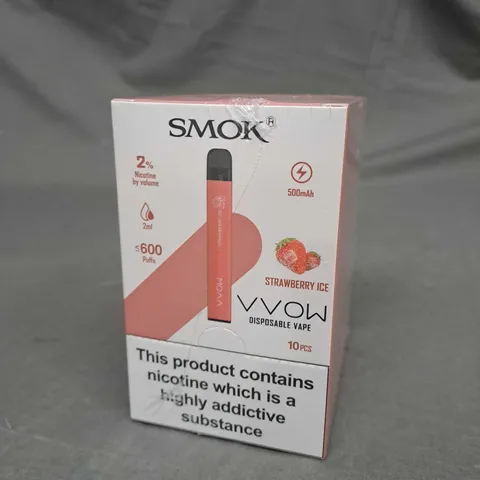 SMOK®
2%
Nicotine
by volume
500mAh
2ml
≤600
Puffs
STRAWBERRY ICE
VVOW
DISPOSABLE VAPE
10PCS
This product contains
nicotine which is a
highly addictive
substance